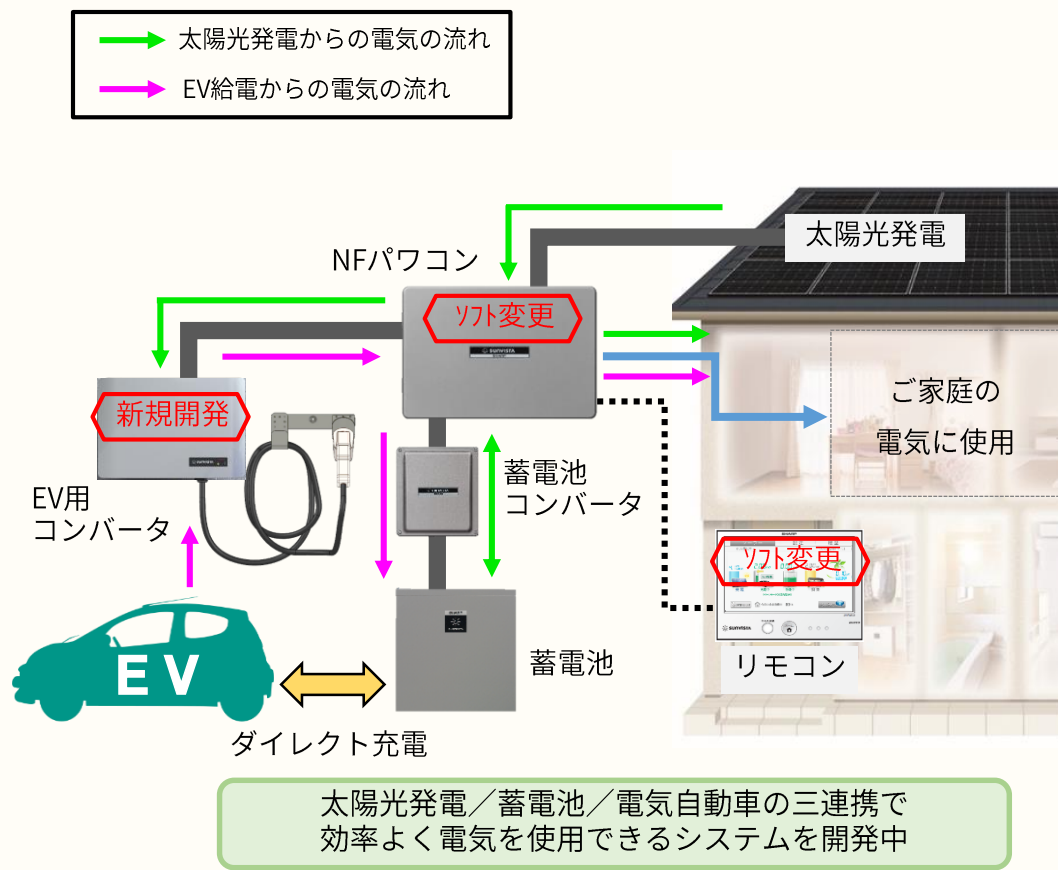 太陽光発電からの電気の流れ
EV給電からの電気の流れ
太陽光発電
NFパワコン
ｿﾌﾄ変更
SUNVISTA
新規開発
ご家庭の
電気に使用
蓄電池
コンバータ
EV用
コンバータ
ｿﾌﾄ変更
SUNVISTA
リモコン
EV
蓄電池
ダイレクト充電
太陽光発電／蓄電池／電気自動車の三連携で
効率よく電気を使用できるシステムを開発中